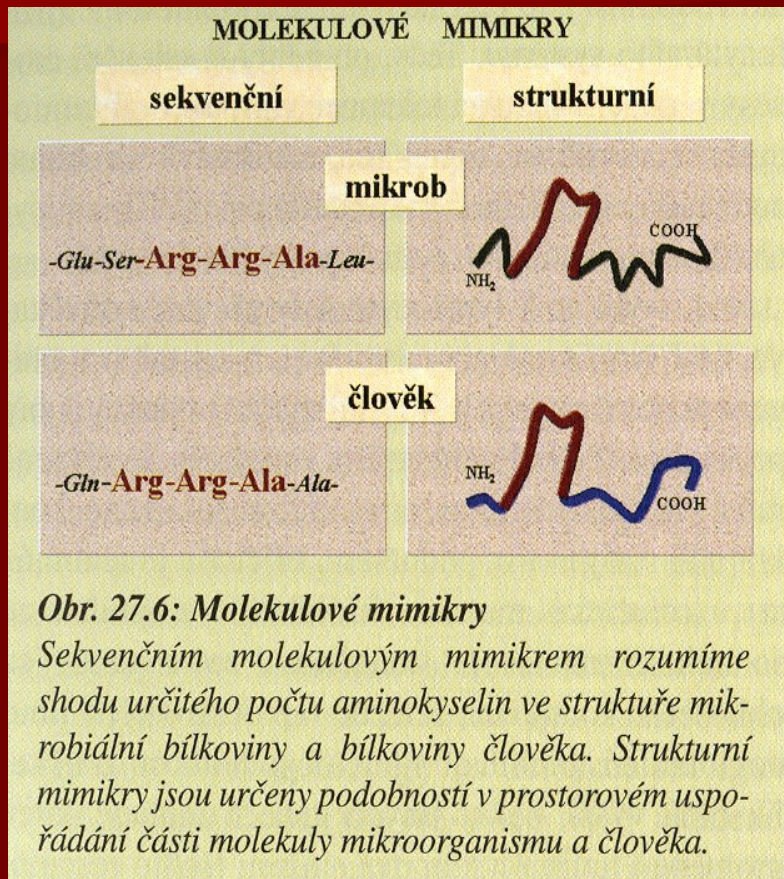 MOLEKULOVÉ MIMIKRY
sekvenční
strukturní
mikrob
-Glu-Ser-Arg-Arg-Ala-Leu-
NH₂
COOH
člověk
-Gln-Arg-Arg-Ala-Ala-
NH₂
COOH
Obr. 27.6: Molekulové mimikry
Sekvenčním molekulovým mimikrem rozumíme
shodu určitého počtu aminokyselin ve struktuře mik-
robiální bílkoviny a bílkoviny člověka. Strukturní
mimikry jsou určeny podobností v prostorovém uspo-
řádání části molekuly mikroorganismu a člověka.